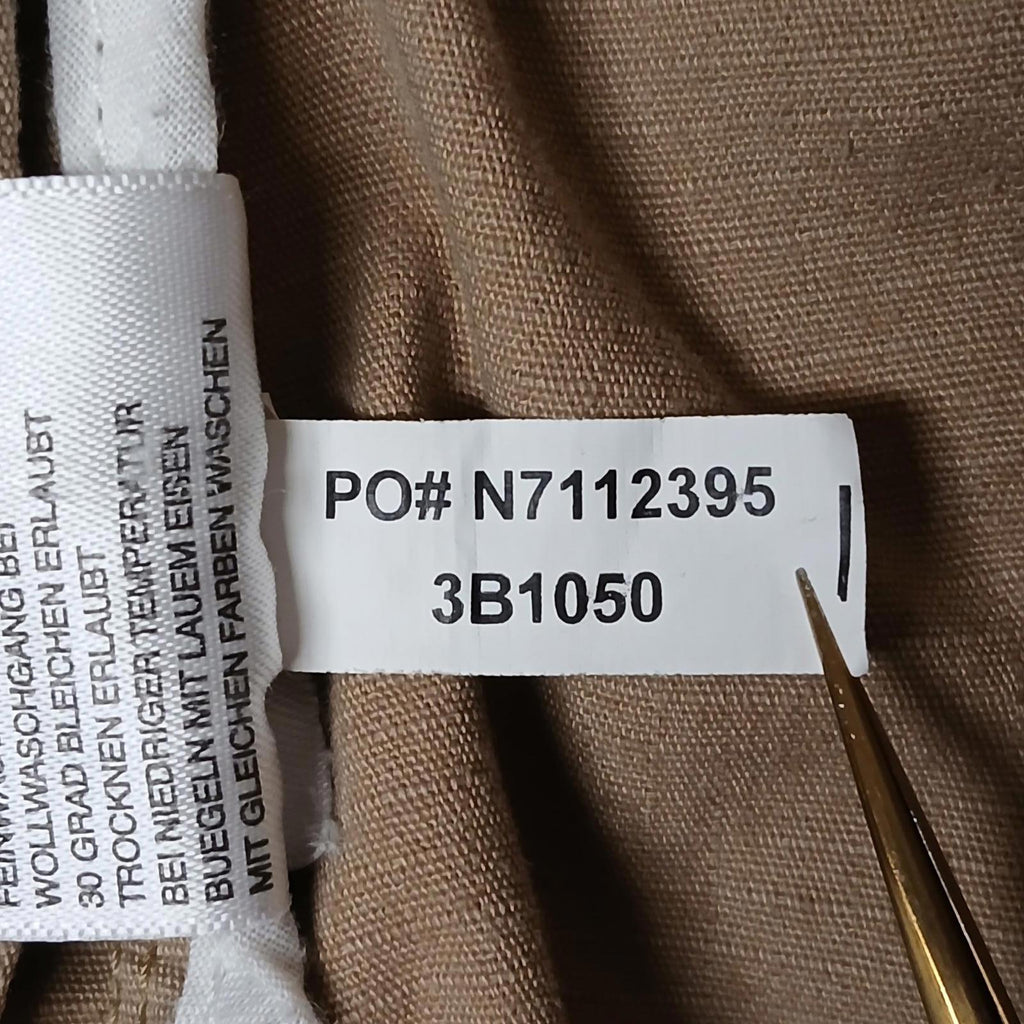 FEINWASCH
WOLLWASCHGANG BEI
30 GRAD BLEICHEN ERLAUBT
TROCKNEN ERLAUBT
BEI NIEDRIGER TEMPERATUR
BUEGELN MIT LAUEM EISEN
MIT GLEICHEN FARBEN WASCHEN
PO# N7112395
3B1050